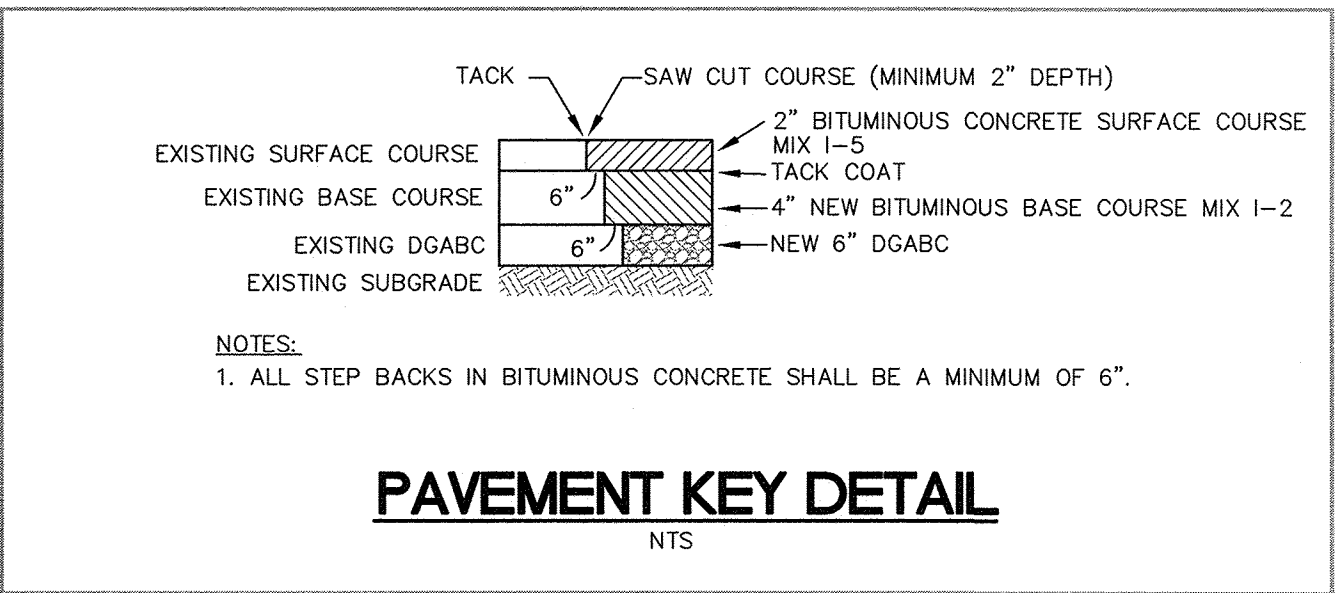 TACK
SAW CUT COURSE (MINIMUM 2" DEPTH)
2" BITUMINOUS CONCRETE SURFACE COURSE
MIX I-5
EXISTING SURFACE COURSE
TACK COAT
EXISTING BASE COURSE
6"
4" NEW BITUMINOUS BASE COURSE MIX I-2
EXISTING DGABC
6"
NEW 6" DGABC
EXISTING SUBGRADE
NOTES:
1. ALL STEP BACKS IN BITUMINOUS CONCRETE SHALL BE A MINIMUM OF 6".
PAVEMENT KEY DETAIL
NTS